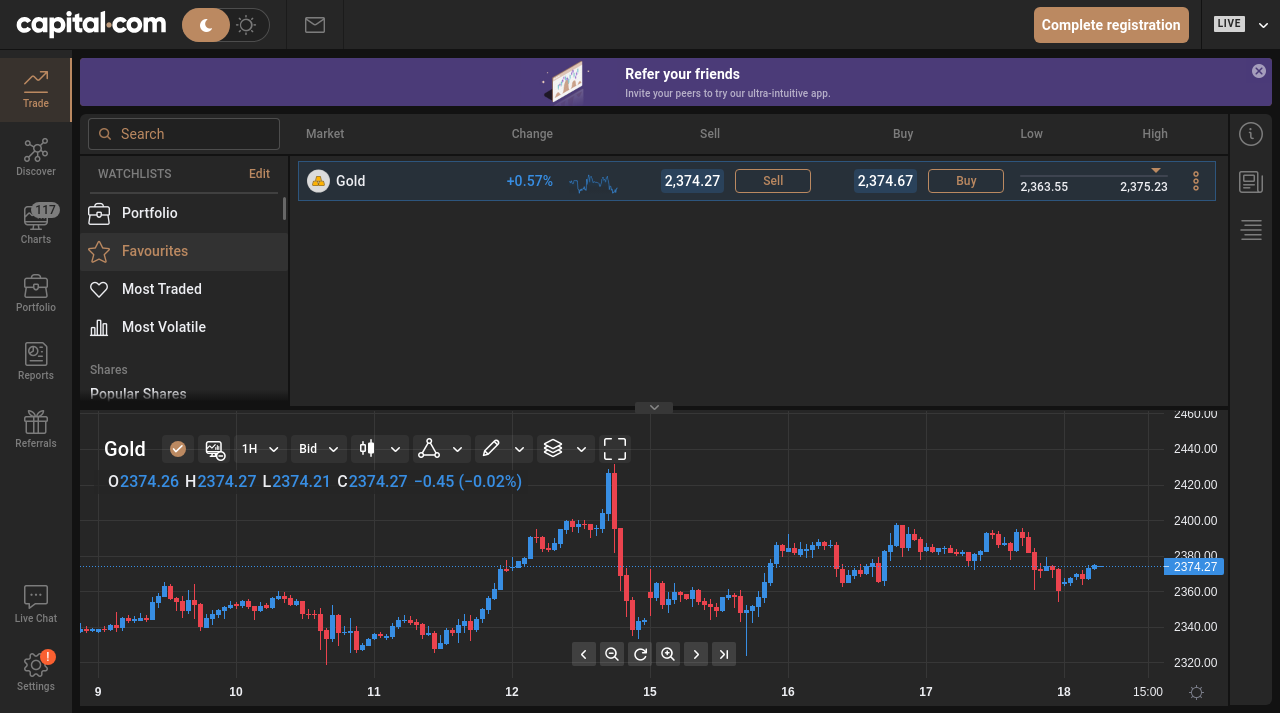 capital.com
Complete registration
LIVE
Trade
Discover
117
Charts
Portfolio
Reports
Referrals
Live Chat
!
Settings
Refer your friends
Invite your peers to try our ultra-intuitive app.
Search
Market Change Sell Buy Low High
WATCHLISTS Edit
Portfolio
Favourites
Most Traded
Most Volatile
Shares
Popular Shares
Gold +0.57% 2,374.27 Sell 2,374.67 Buy 2,363.55 2,375.23
Gold 1H Bid
O2374.26 H2374.27 L2374.21 C2374.27 −0.45 (−0.02%)
2460.00
2440.00
2420.00
2400.00
2380.00
2374.27
2360.00
2340.00
2320.00
9 10 11 12 15 16 17 18 15:00